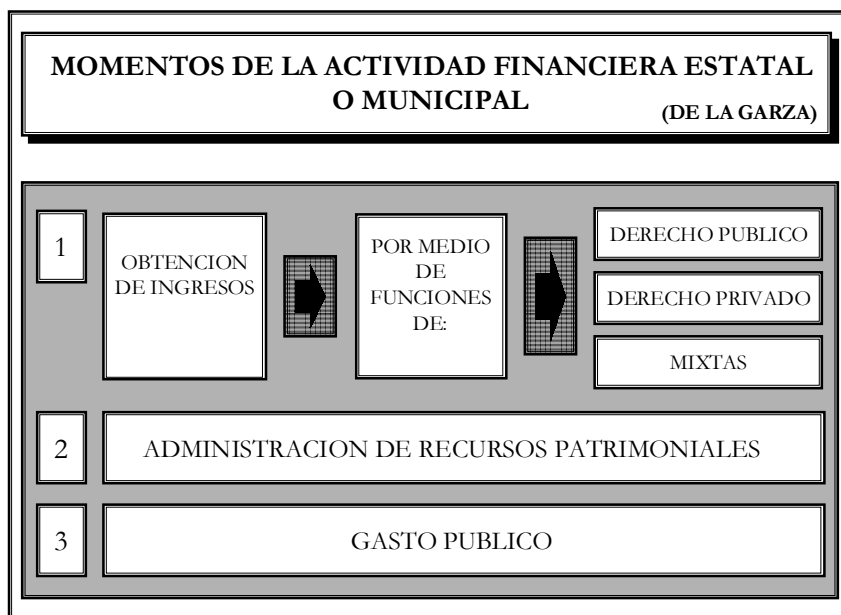 MOMENTOS DE LA ACTIVIDAD FINANCIERA ESTATAL
O MUNICIPAL
(DE LA GARZA)
1
OBTENCION
DE INGRESOS
POR MEDIO
DE
FUNCIONES
DE:
DERECHO PUBLICO
DERECHO PRIVADO
MIXTAS
2
ADMINISTRACION DE RECURSOS PATRIMONIALES
3
GASTO PUBLICO